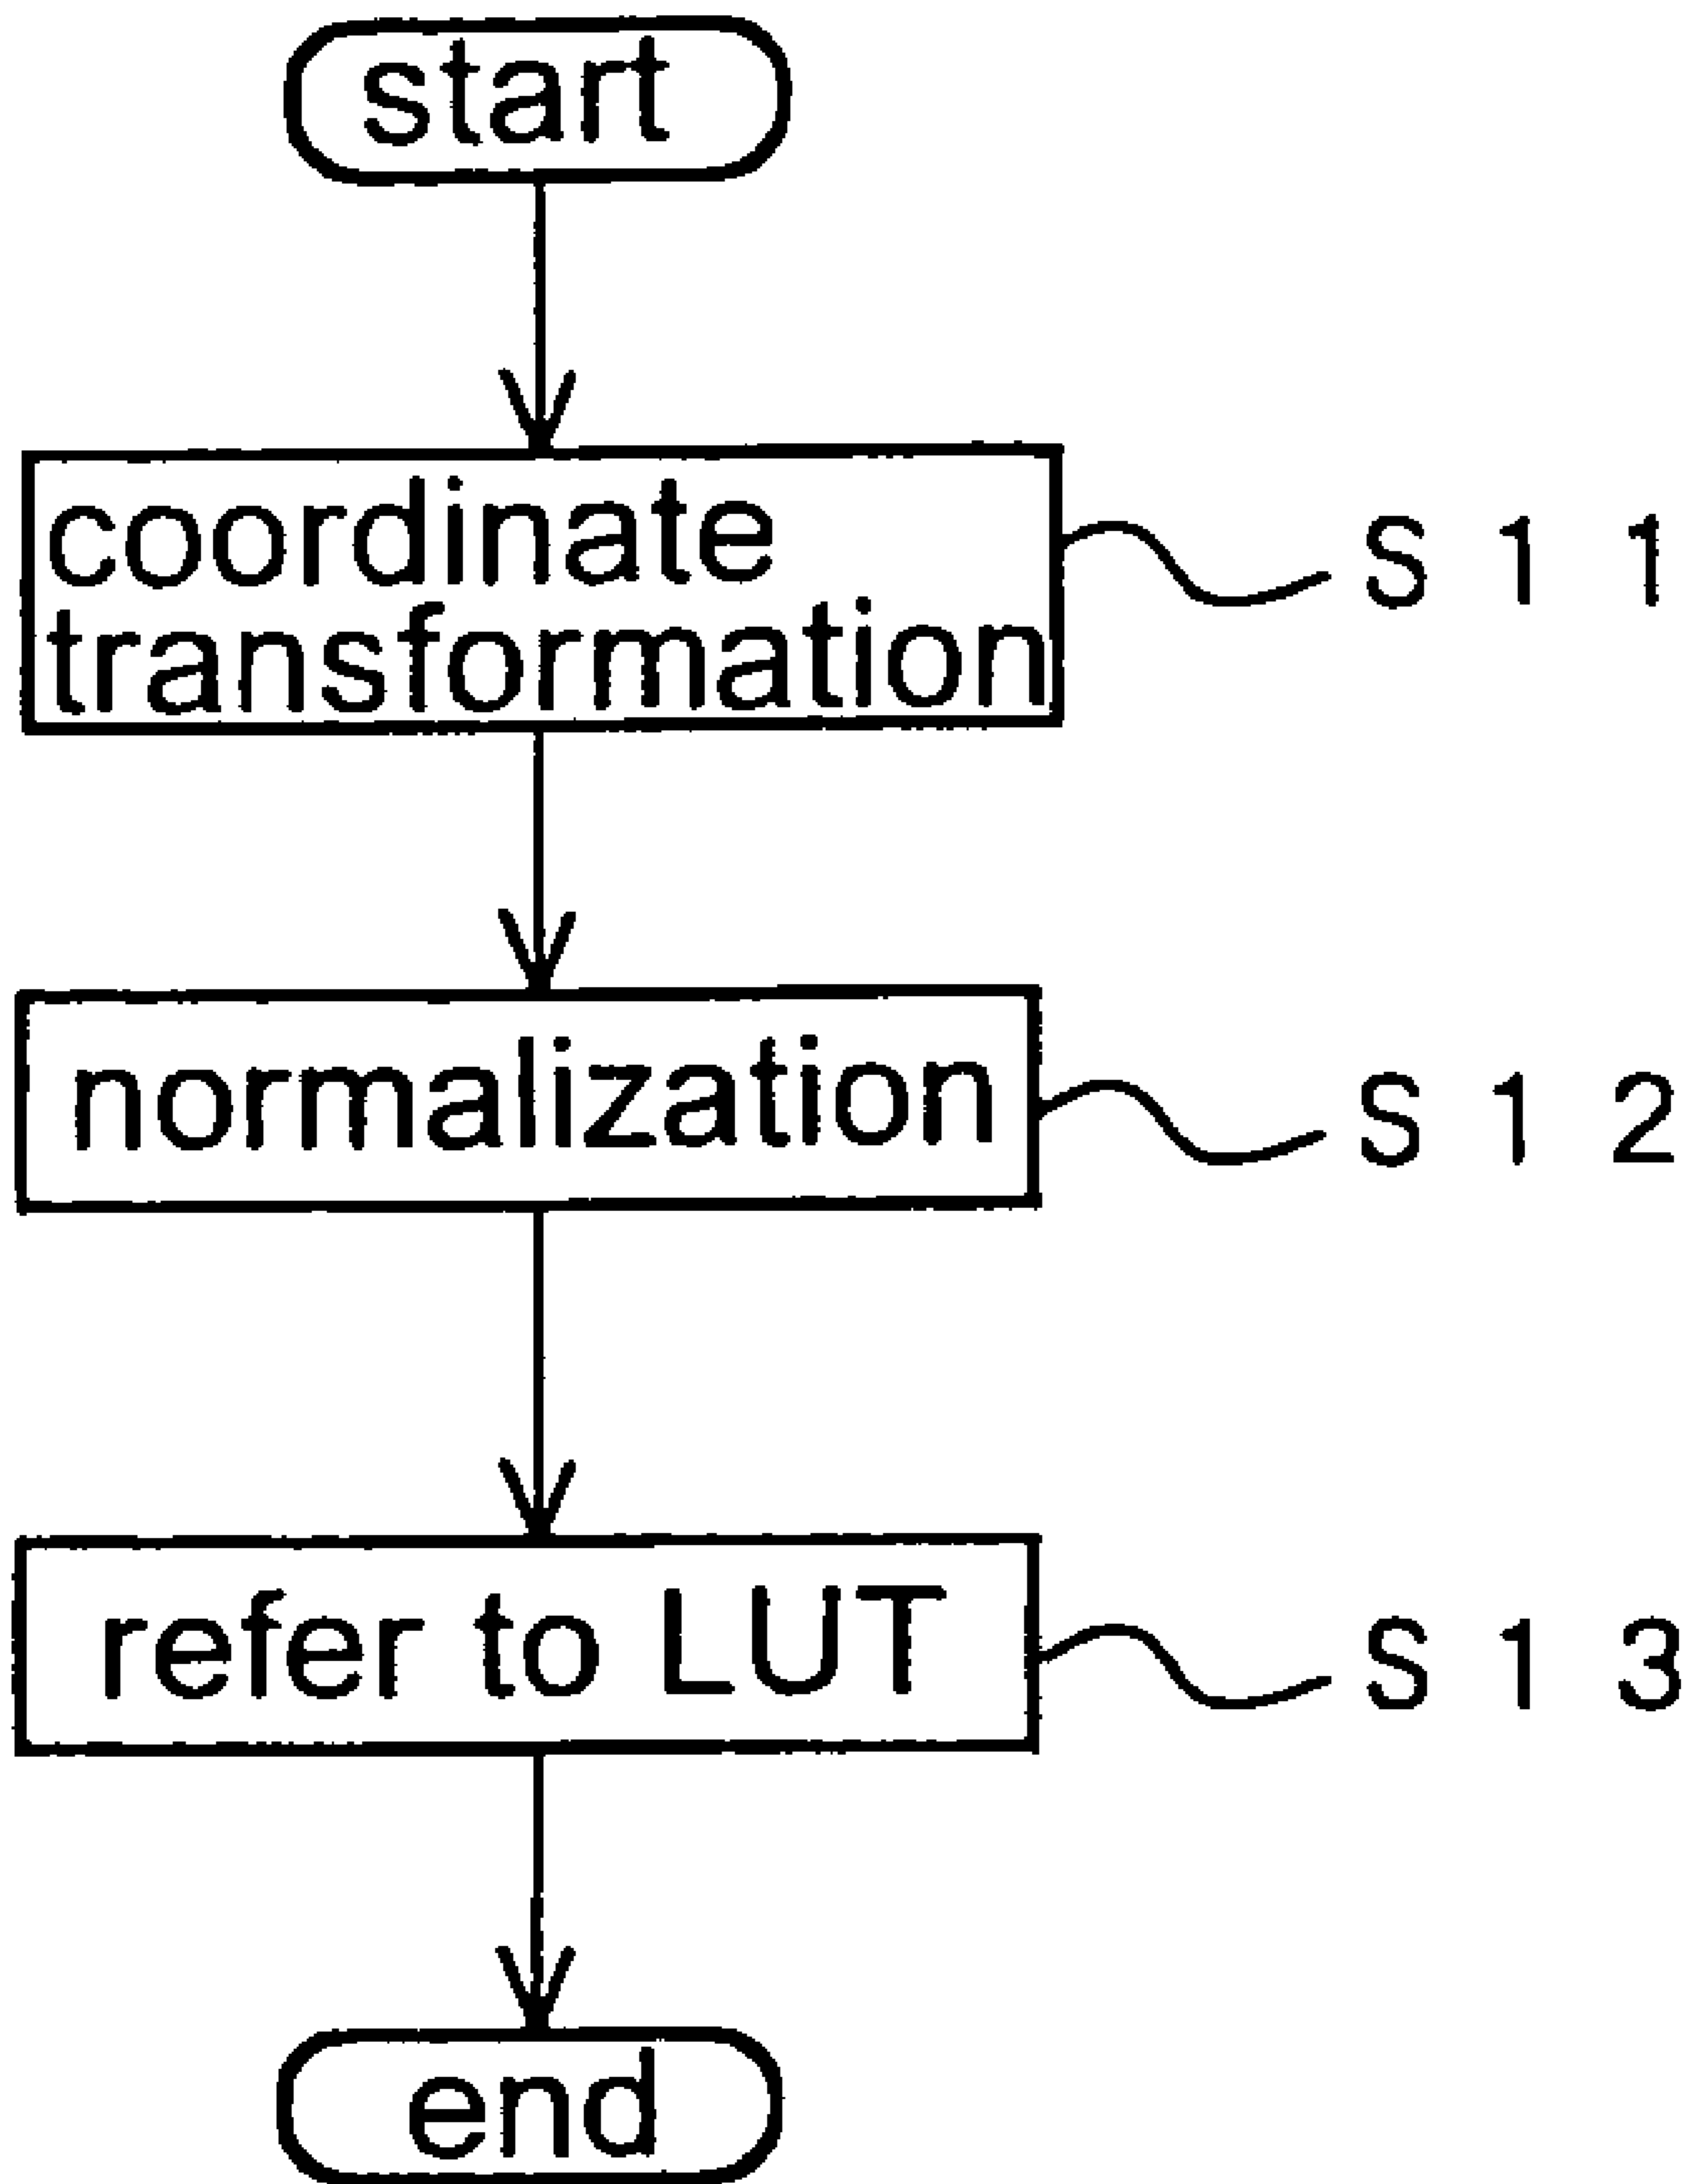 start
coordinate
transformation
S 1 1
normalization
S 1 2
refer to LUT
S 1 3
end